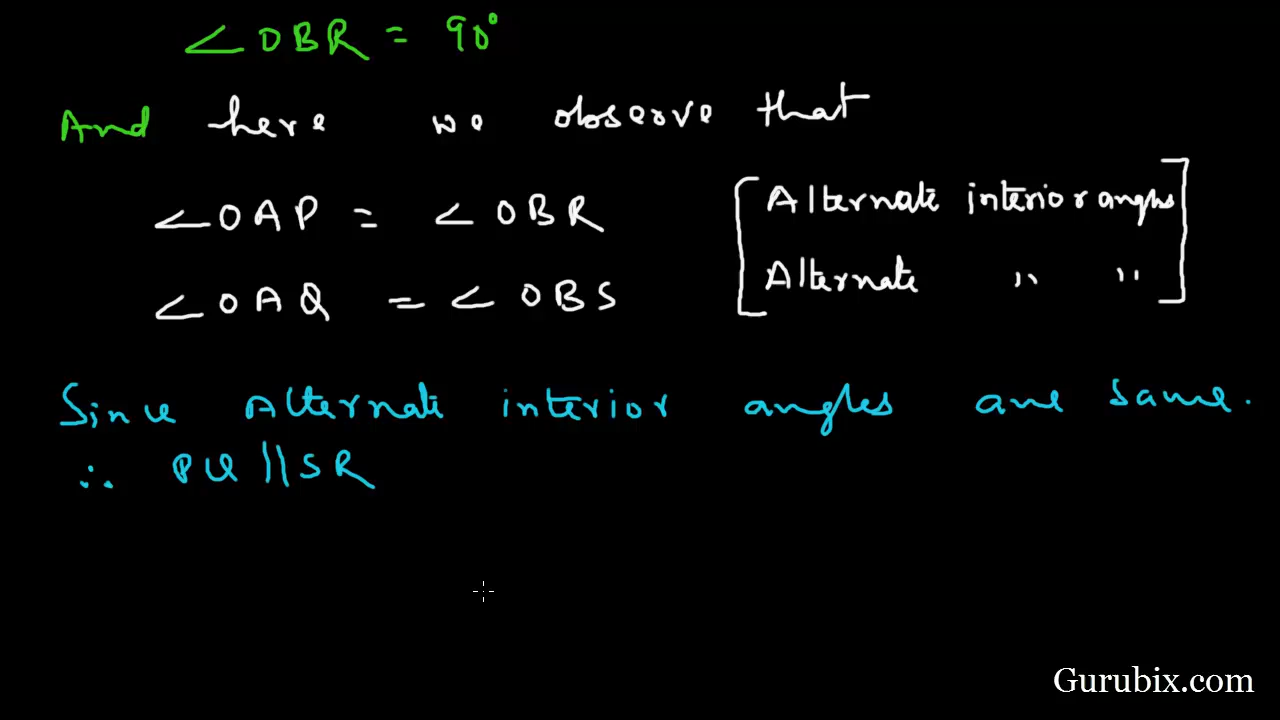 ∠OBR = 90°
And here we observe that
∠OAP = ∠OBR [Alternate interior angles
∠OAQ = ∠OBS Alternate " "]
Since Alternate interior angles are same.
∴ PQ || SR
Gurubix.com